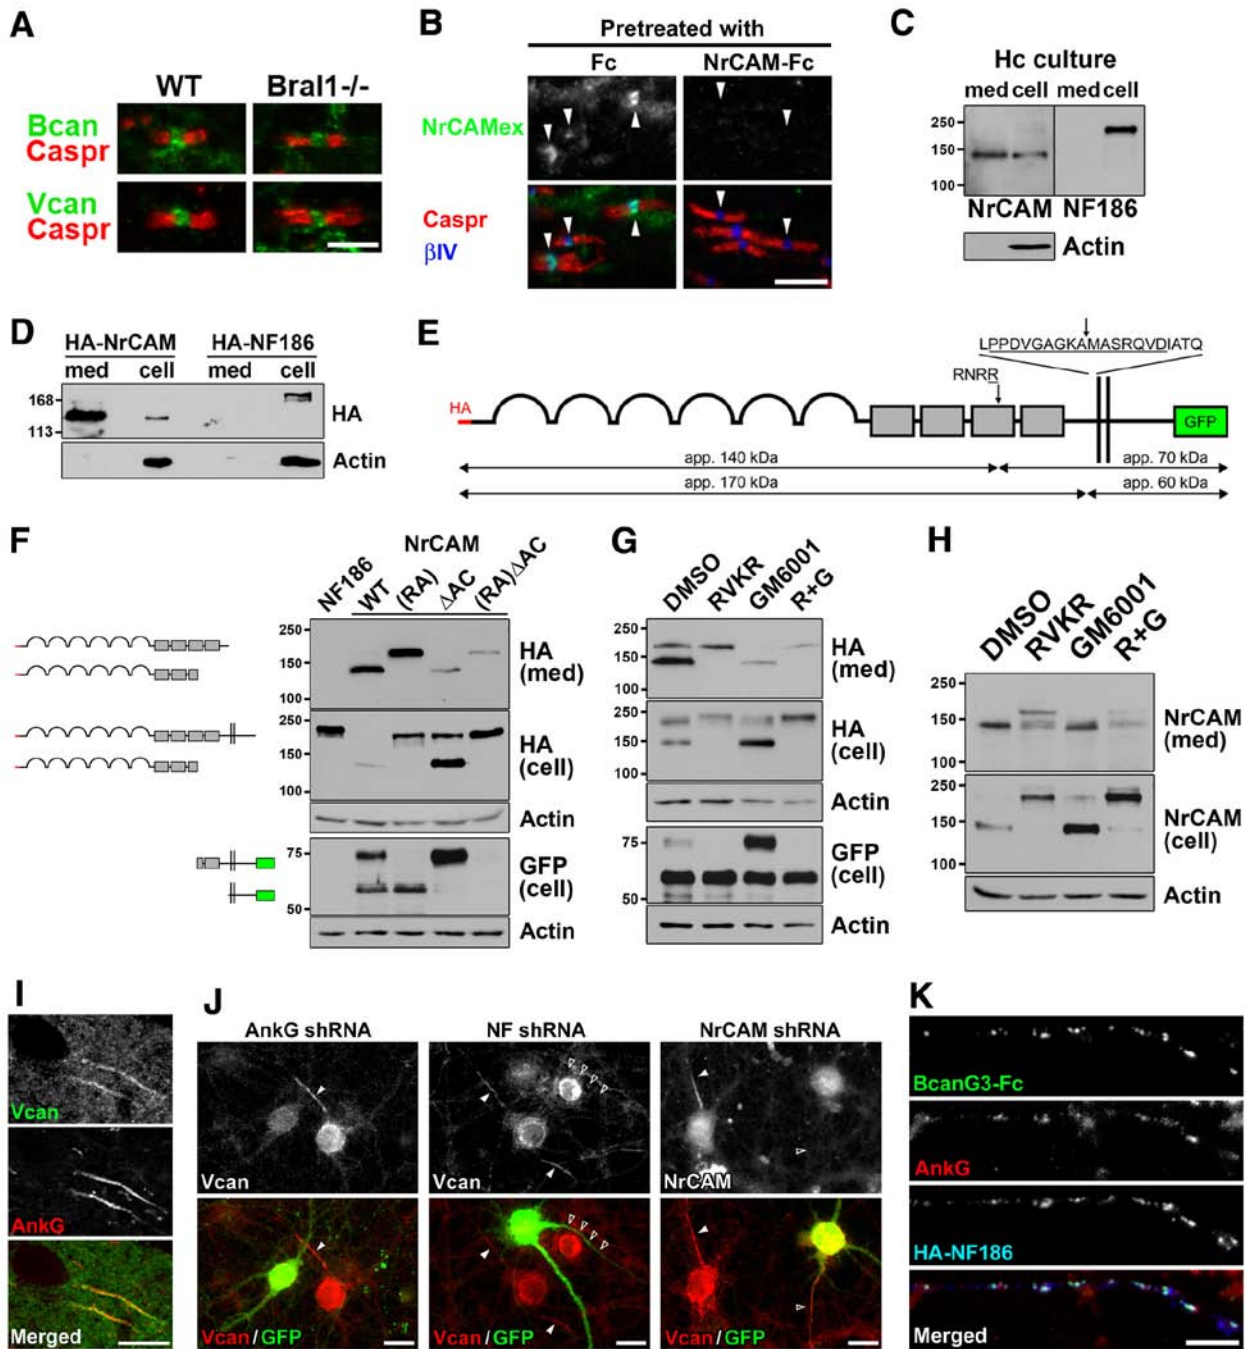 A
WT
Bral1-/-
Bcan
Caspr
Vcan
Caspr
B
Pretreated with
Fc
NrCAM-Fc
NrCAMex
Caspr
βIV
C
Hc culture
med cell med cell
250
150
100
NrCAM NF186
Actin
D
HA-NrCAM HA-NF186
med cell med cell
168
113
HA
Actin
E
LPPDVGAGKAMASRQVDIATQ
RNRR
HA
GFP
app. 140 kDa
app. 70 kDa
app. 170 kDa
app. 60 kDa
F
NrCAM
NF186
WT
(RA)
ΔAC
(RA)ΔAC
250
150
100
HA
(med)
250
150
100
HA
(cell)
Actin
75
50
GFP
(cell)
Actin
G
DMSO
RVKR
GM6001
R+G
250
150
100
HA
(med)
250
150
100
HA
(cell)
Actin
75
50
GFP
(cell)
Actin
H
DMSO
RVKR
GM6001
R+G
250
150
100
NrCAM
(med)
250
150
100
NrCAM
(cell)
Actin
I
Vcan
AnkG
Merged
J
AnkG shRNA
NF shRNA
NrCAM shRNA
Vcan
Vcan
NrCAM
Vcan/GFP
Vcan/GFP
Vcan/GFP
K
BcanG3-Fc
AnkG
HA-NF186
Merged